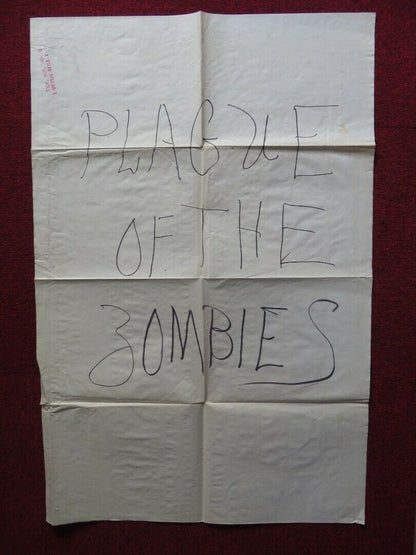 PLAGUE
OF THE
ZOMBIES